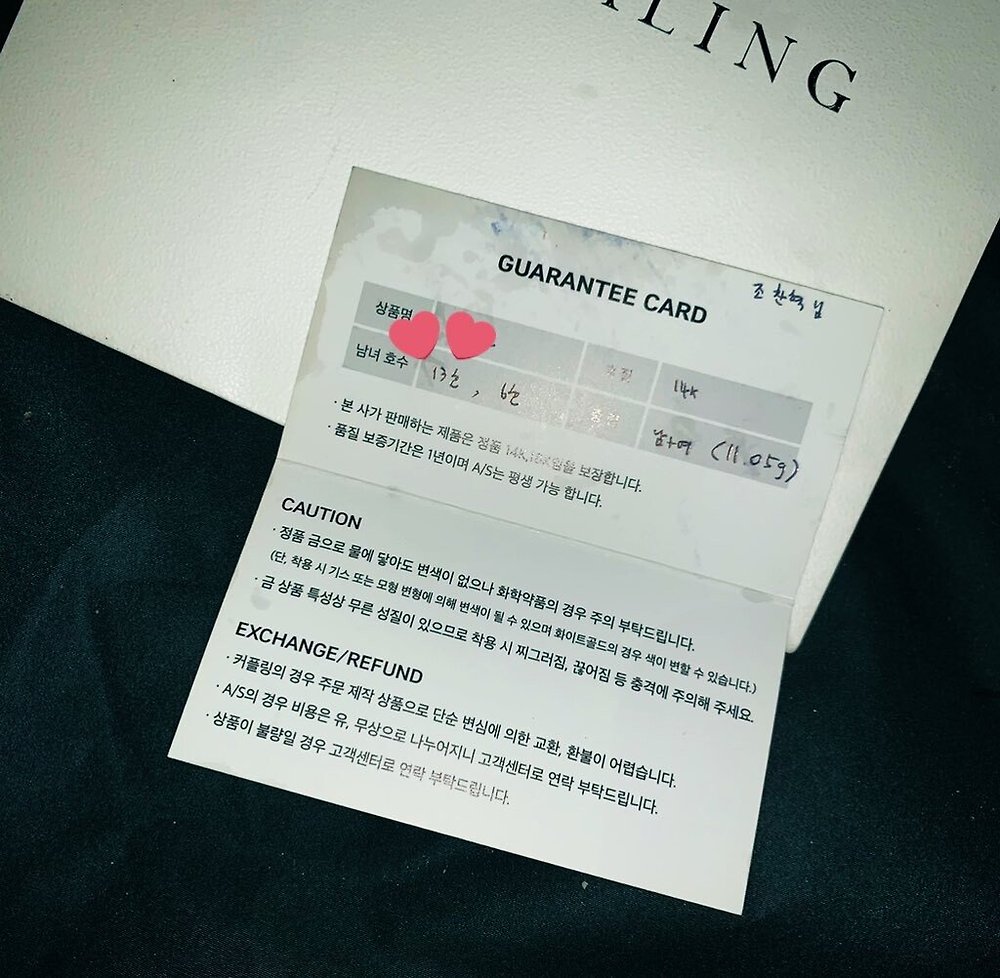 LING
GUARANTEE CARD
조찬혁님
상품명
14K
남녀 호수 13호, 6호 중량 남+여 (11.05g)
· 본 사가 판매하는 제품은 정품 14K,18K임을 보장합니다.
· 품질 보증기간은 1년이며 A/S는 평생 가능 합니다.
CAUTION
· 정품 금으로 물에 닿아도 변색이 없으나 화학약품의 경우 주의 부탁드립니다.
(단, 착용 시 기스 또는 모형 변형에 의해 변색이 될 수 있으며 화이트골드의 경우 색이 변할 수 있습니다.)
· 금 상품 특성상 무른 성질이 있으므로 착용 시 찌그러짐, 끊어짐 등 충격에 주의해 주세요.
EXCHANGE/REFUND
· 커플링의 경우 주문 제작 상품으로 단순 변심에 의한 교환, 환불이 어렵습니다.
· A/S의 경우 비용은 유, 무상으로 나누어지니 고객센터로 연락 부탁드립니다.
· 상품이 불량일 경우 고객센터로 연락 부탁드립니다.